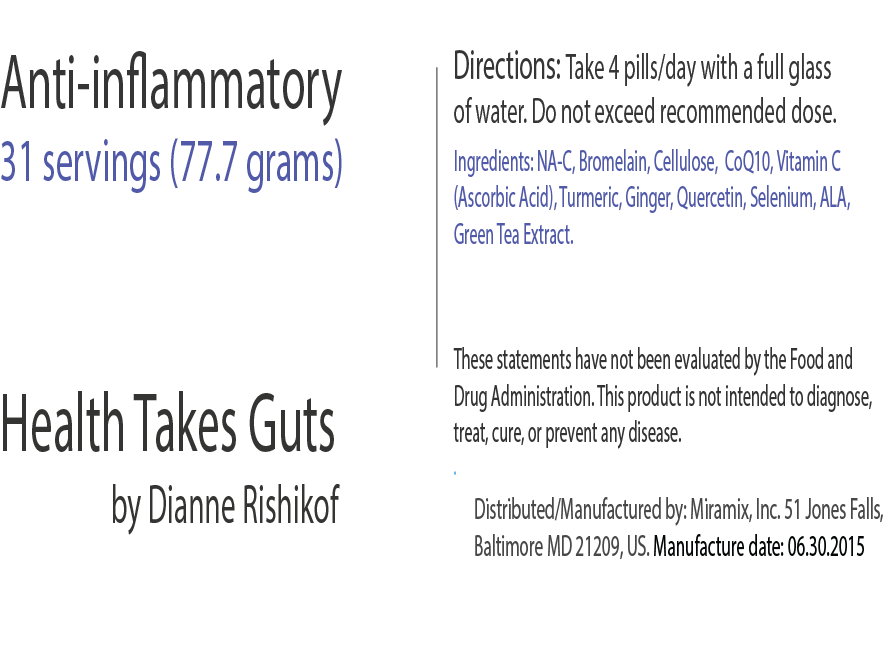 Anti-inflammatory
31 servings (77.7 grams)
Health Takes Guts
by Dianne Rishikof
Directions: Take 4 pills/day with a full glass
of water. Do not exceed recommended dose.
Ingredients: NA-C, Bromelain, Cellulose, CoQ10, Vitamin C
(Ascorbic Acid), Turmeric, Ginger, Quercetin, Selenium, ALA,
Green Tea Extract.
These statements have not been evaluated by the Food and
Drug Administration. This product is not intended to diagnose,
treat, cure, or prevent any disease.
.
Distributed/Manufactured by: Miramix, Inc. 51 Jones Falls,
Baltimore MD 21209, US. Manufacture date: 06.30.2015